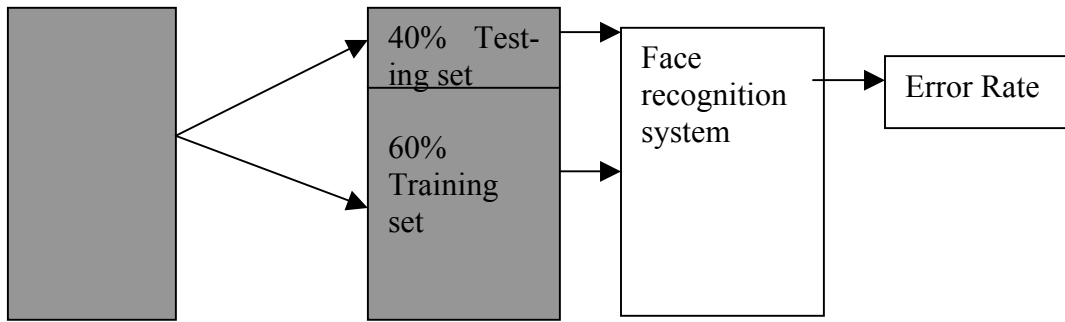 40% Test-
ing set
60%
Training
set
Face
recognition
system
Error Rate